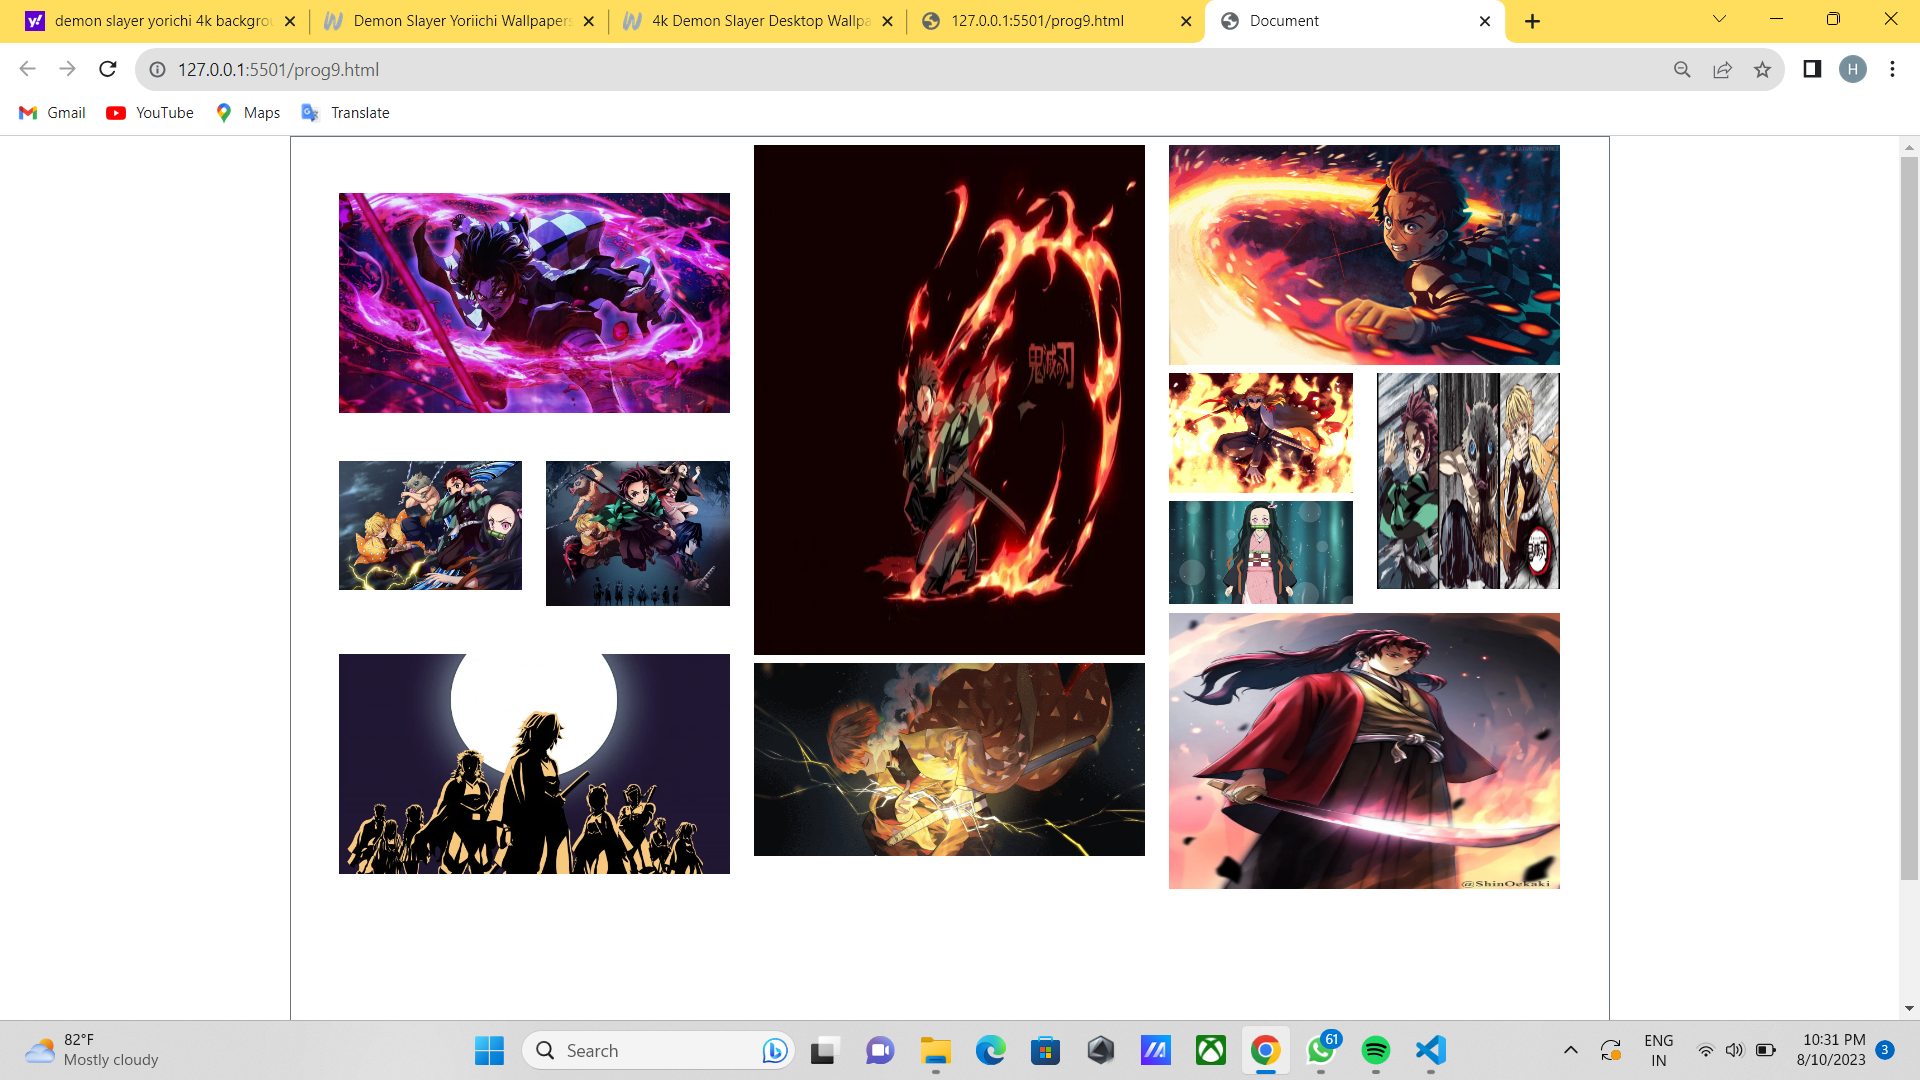 demon slayer yorichi 4k backgrou
Demon Slayer Yoriichi Wallpapers
4k Demon Slayer Desktop Wallpa
127.0.0.1:5501/prog9.html
Document
127.0.0.1:5501/prog9.html
H
Gmail
YouTube
Maps
Translate
鬼滅の刃
@ShinOekaki
82°F
Mostly cloudy
Search
61
ENG
IN
10:31 PM
8/10/2023
3